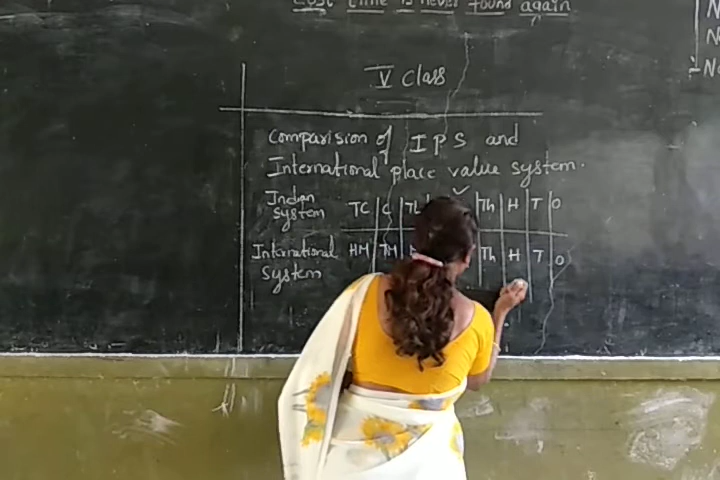 Lost time is never found again
V Class
Comparision of I P S and
International place value system.
Indian system TC C TL Th H T O
International system HM TM Th H T O